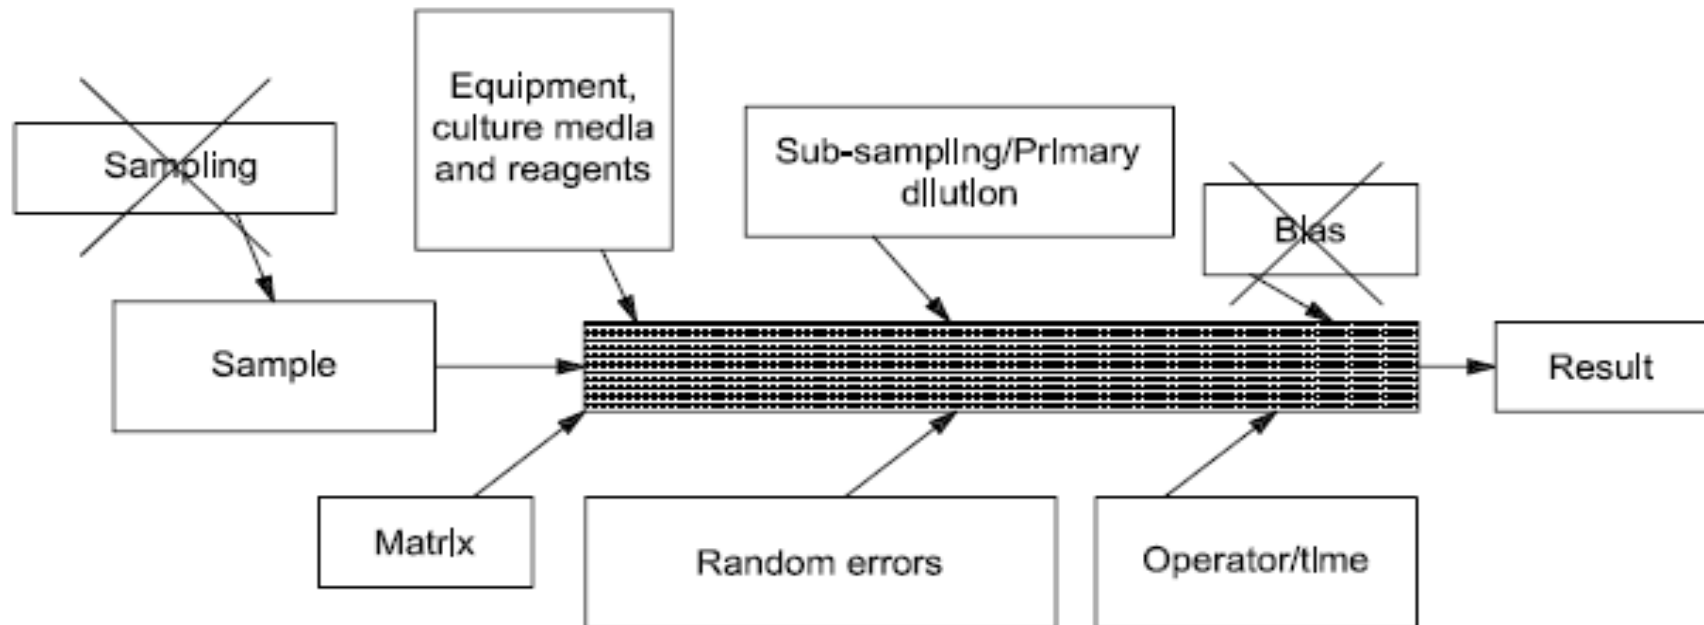 Equipment,
culture media
and reagents
Sampling
Sub-sampling/Primary
dilution
Bias
Sample
Result
Matrix
Random errors
Operator/time